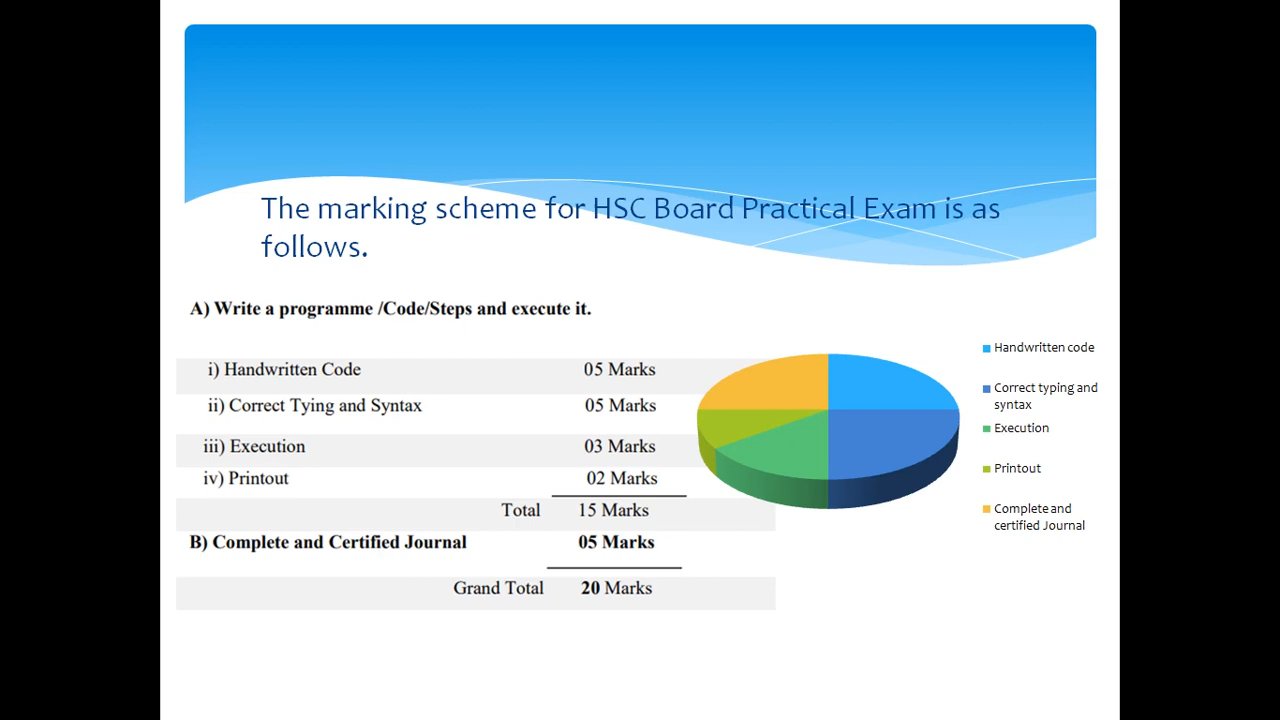 The marking scheme for HSC Board Practical Exam is as
follows.
A) Write a programme /Code/Steps and execute it.
i) Handwritten Code 05 Marks
ii) Correct Tying and Syntax 05 Marks
iii) Execution 03 Marks
iv) Printout 02 Marks
Total 15 Marks
B) Complete and Certified Journal 05 Marks
Grand Total 20 Marks
Handwritten code
Correct typing and
syntax
Execution
Printout
Complete and
certified Journal